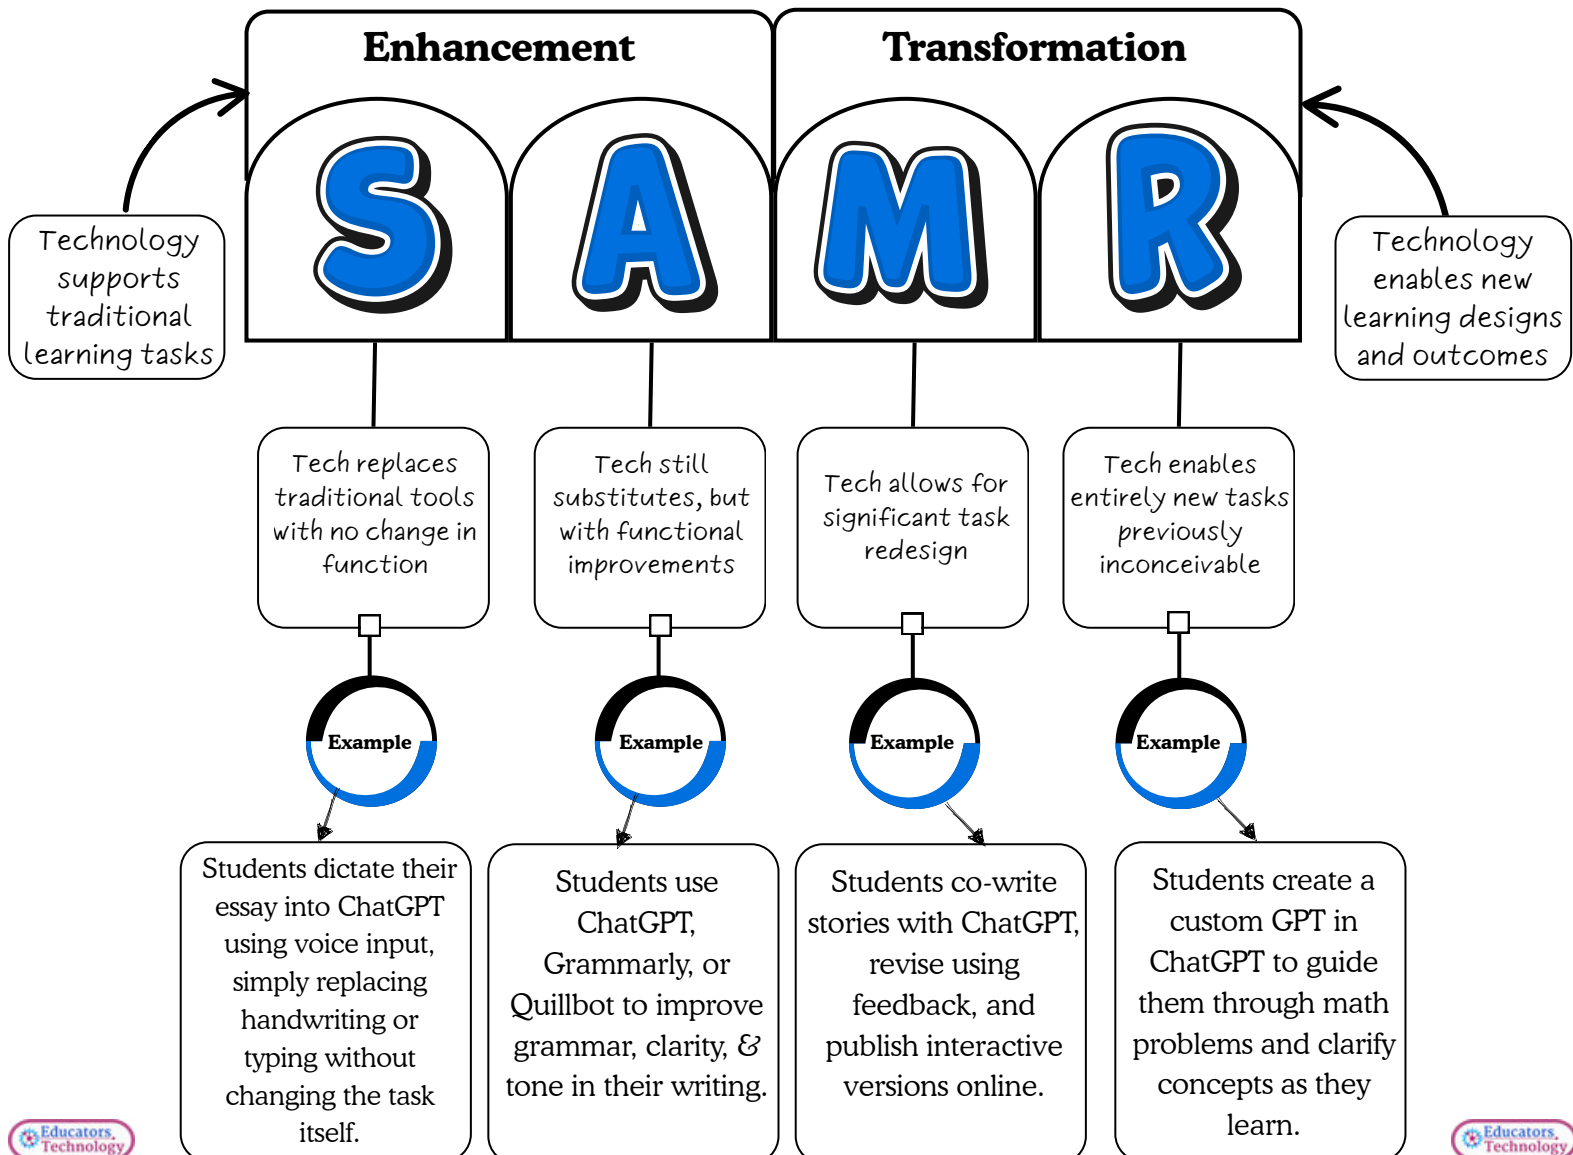 Enhancement
Transformation
S
A
M
R
Technology
supports
traditional
learning tasks
Technology
enables new
learning designs
and outcomes
Tech replaces
traditional tools
with no change in
function
Tech still
substitutes, but
with functional
improvements
Tech allows for
significant task
redesign
Tech enables
entirely new tasks
previously
inconceivable
Example
Example
Example
Example
Students dictate their
essay into ChatGPT
using voice input,
simply replacing
handwriting or
typing without
changing the task
itself.
Students use
ChatGPT,
Grammarly, or
Quillbot to improve
grammar, clarity, &
tone in their writing.
Students co-write
stories with ChatGPT,
revise using
feedback, and
publish interactive
versions online.
Students create a
custom GPT in
ChatGPT to guide
them through math
problems and clarify
concepts as they
learn.
Educators
Technology
Educators
Technology